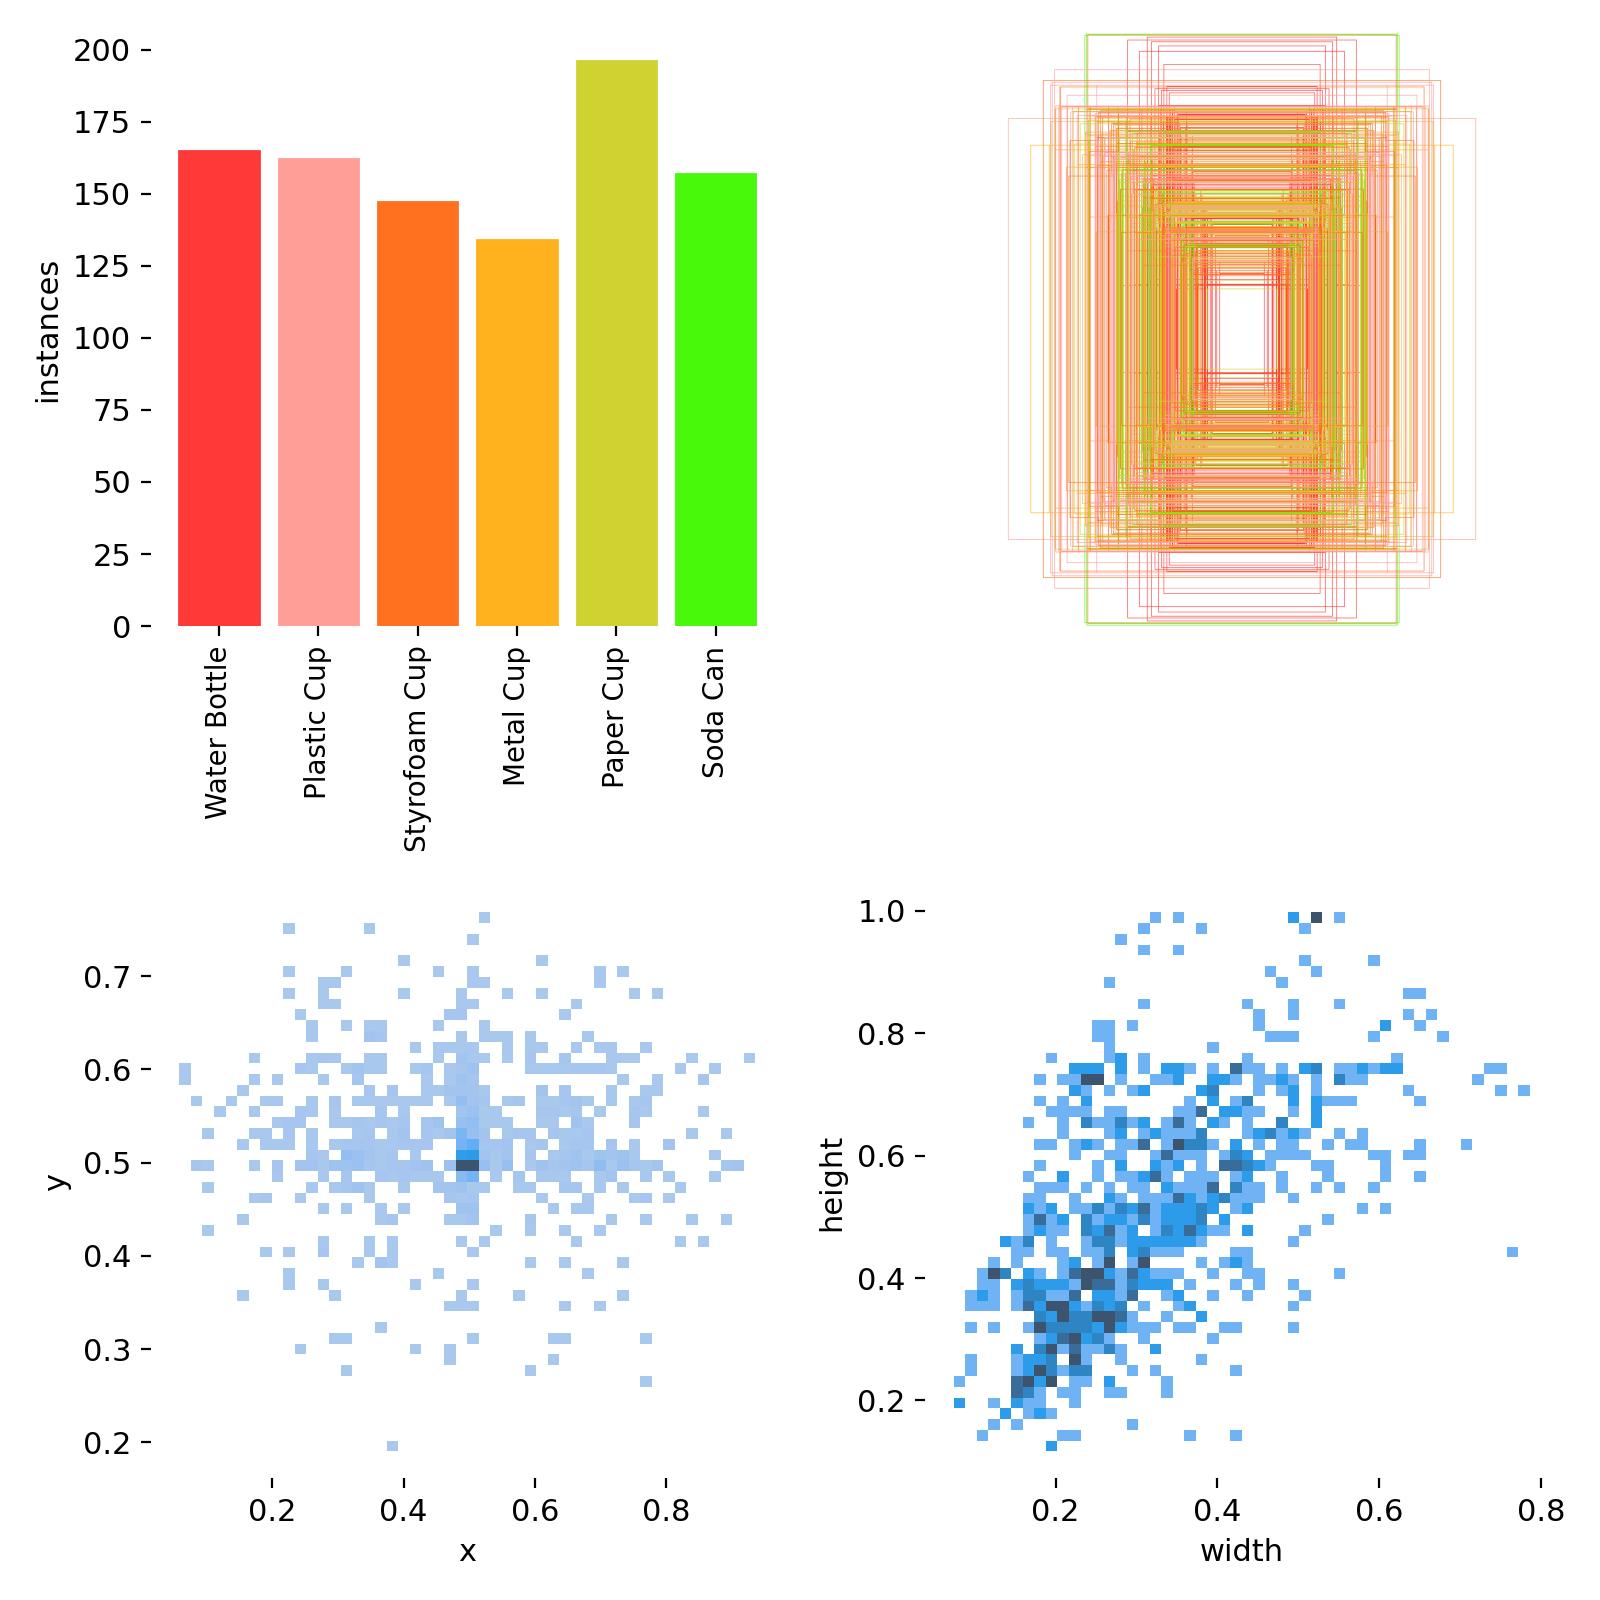 instances
200
175
150
125
100
75
50
25
0
Water Bottle
Plastic Cup
Styrofoam Cup
Metal Cup
Paper Cup
Soda Can
y
0.7
0.6
0.5
0.4
0.3
0.2
0.2 0.4 0.6 0.8
x
height
1.0
0.8
0.6
0.4
0.2
0.2 0.4 0.6 0.8
width